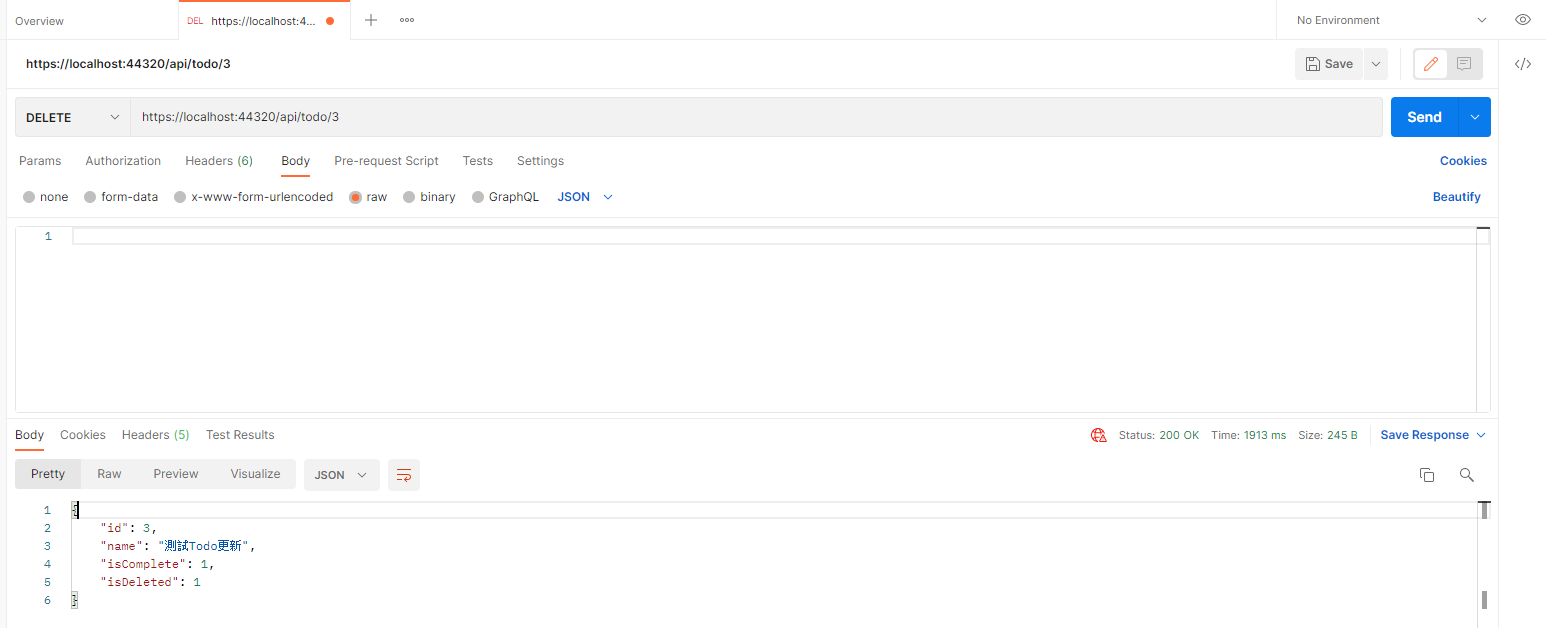 Overview DEL https://localhost:4... No Environment
https://localhost:44320/api/todo/3 Save </>
DELETE https://localhost:44320/api/todo/3 Send
Params Authorization Headers (6) Body Pre-request Script Tests Settings Cookies
none form-data x-www-form-urlencoded raw binary GraphQL JSON Beautify
1
Body Cookies Headers (5) Test Results Status: 200 OK Time: 1913 ms Size: 245 B Save Response
Pretty Raw Preview Visualize JSON
1 {
2 "id": 3,
3 "name": "測試Todo更新",
4 "isComplete": 1,
5 "isDeleted": 1
6 }